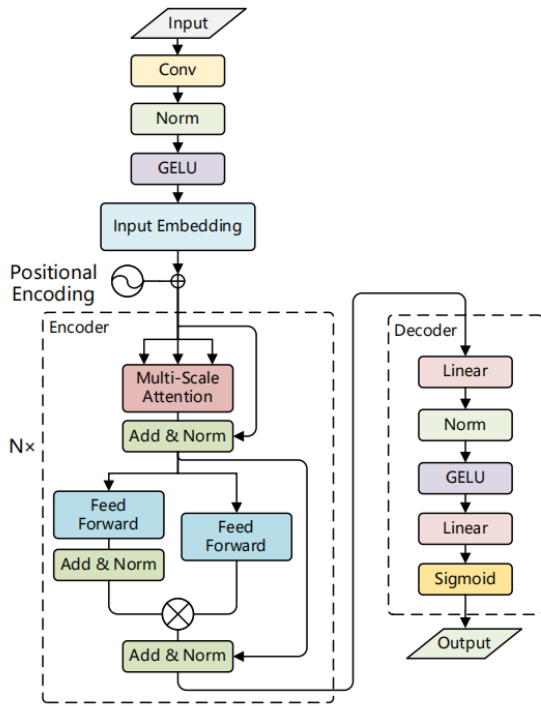 Input
Conv
Norm
GELU
Input Embedding
Positional
Encoding
Encoder
Multi-Scale
Attention
Add & Norm
N×
Feed
Forward
Add & Norm
Feed
Forward
Add & Norm
Decoder
Linear
Norm
GELU
Linear
Sigmoid
Output